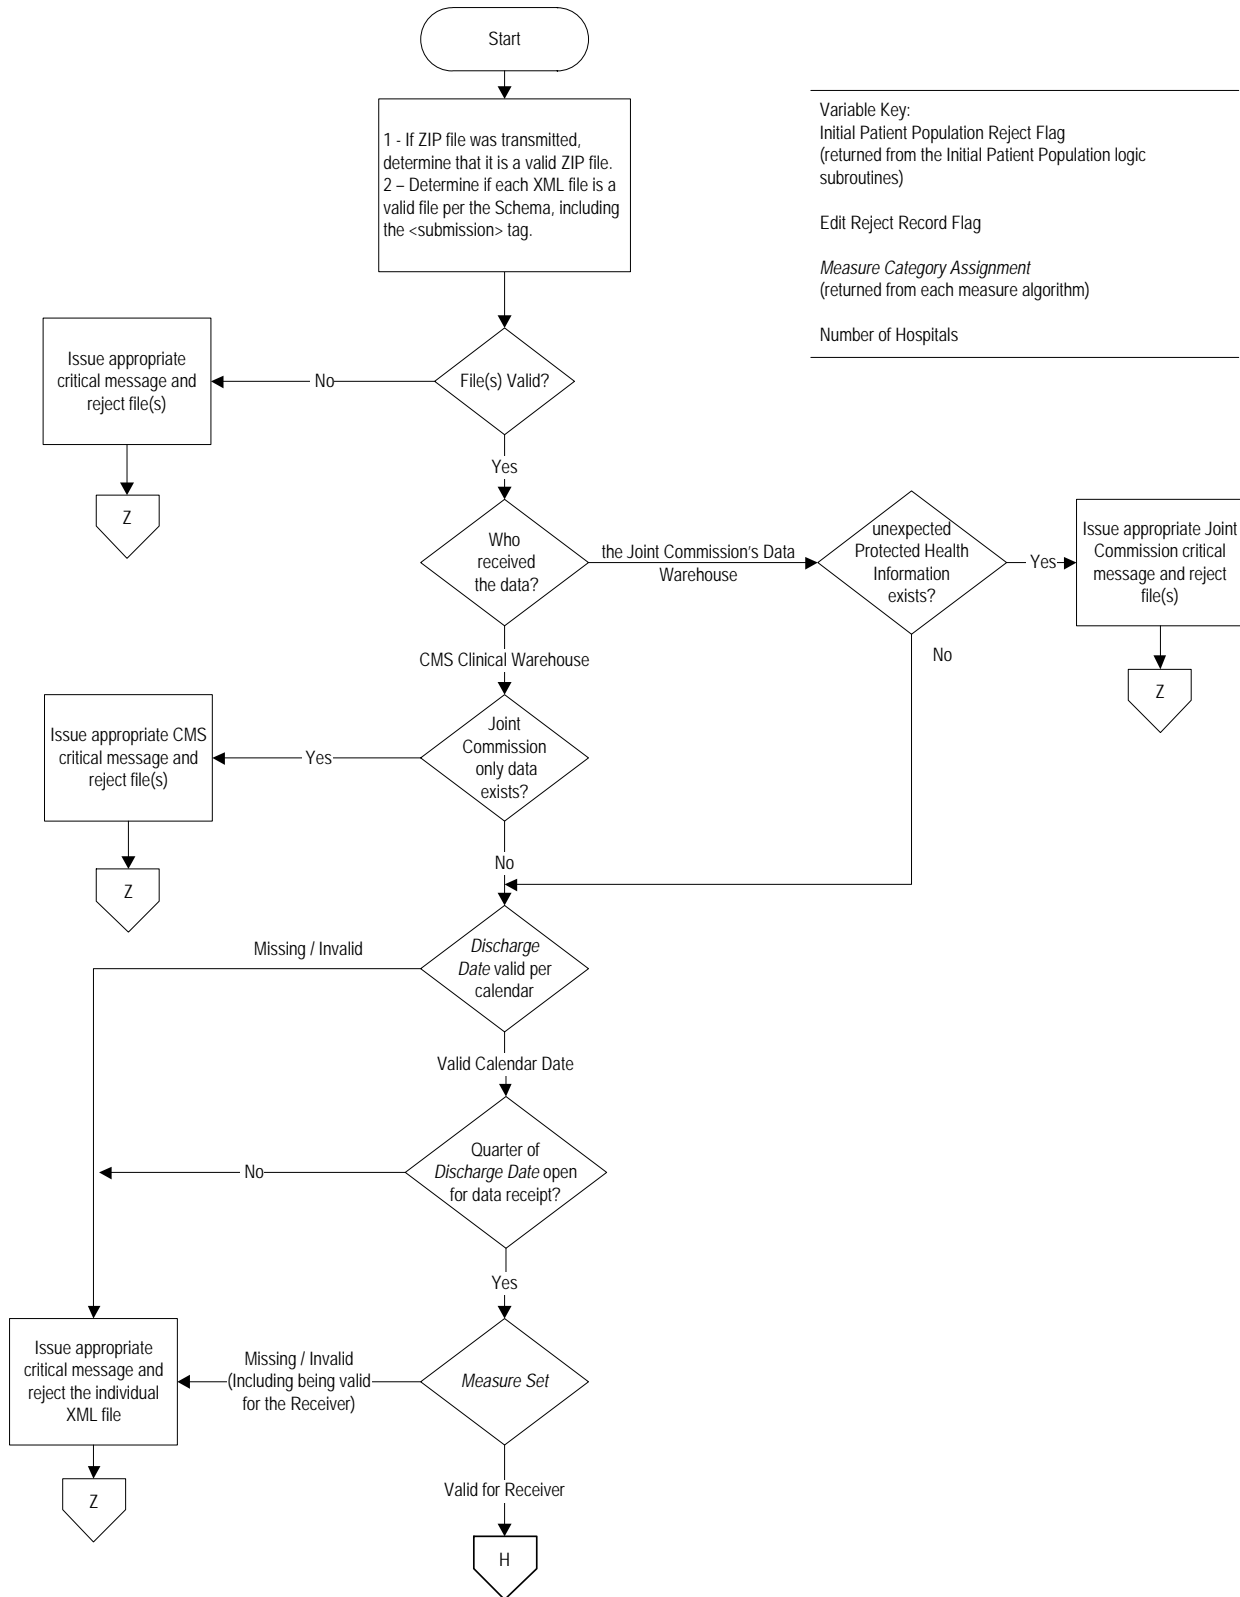 Start
1 - If ZIP file was transmitted,
determine that it is a valid ZIP file.
2 – Determine if each XML file is a
valid file per the Schema, including
the <submission> tag.
Variable Key:
Initial Patient Population Reject Flag
(returned from the Initial Patient Population logic
subroutines)
Edit Reject Record Flag
Measure Category Assignment
(returned from each measure algorithm)
Number of Hospitals
File(s) Valid?
No
Issue appropriate
critical message and
reject file(s)
Z
Yes
Who
received
the data?
the Joint Commission's Data
Warehouse
unexpected
Protected Health
Information
exists?
Yes
Issue appropriate Joint
Commission critical
message and reject
file(s)
Z
No
CMS Clinical Warehouse
Joint
Commission
only data
exists?
Yes
Issue appropriate CMS
critical message and
reject file(s)
Z
No
Discharge
Date valid per
calendar
Missing / Invalid
Valid Calendar Date
Quarter of
Discharge Date open
for data receipt?
No
Yes
Measure Set
Missing / Invalid
(Including being valid
for the Receiver)
Issue appropriate
critical message and
reject the individual
XML file
Z
Valid for Receiver
H